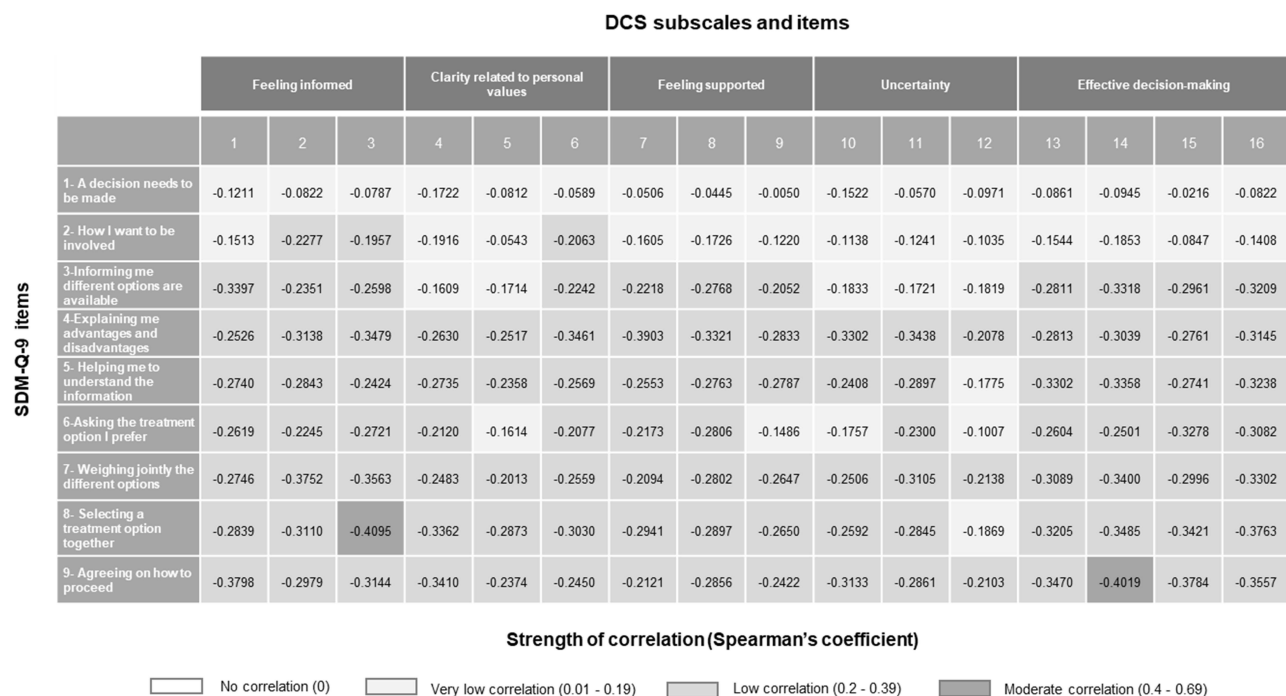 DCS subscales and items
Feeling informed
Clarity related to personal
values
Feeling supported
Uncertainty
Effective decision-making
1 2 3 4 5 6 7 8 9 10 11 12 13 14 15 16
SDM-Q-9 items
1- A decision needs to
be made
-0.1211 -0.0822 -0.0787 -0.1722 -0.0812 -0.0589 -0.0506 -0.0445 -0.0050 -0.1522 -0.0570 -0.0971 -0.0861 -0.0945 -0.0216 -0.0822
2- How I want to be
involved
-0.1513 -0.2277 -0.1957 -0.1916 -0.0543 -0.2063 -0.1605 -0.1726 -0.1220 -0.1138 -0.1241 -0.1035 -0.1544 -0.1853 -0.0847 -0.1408
3-Informing me
different options are
available
-0.3397 -0.2351 -0.2598 -0.1609 -0.1714 -0.2242 -0.2218 -0.2768 -0.2052 -0.1833 -0.1721 -0.1819 -0.2811 -0.3318 -0.2961 -0.3209
4-Explaining me
advantages and
disadvantages
-0.2526 -0.3138 -0.3479 -0.2630 -0.2517 -0.3461 -0.3903 -0.3321 -0.2833 -0.3302 -0.3438 -0.2078 -0.2813 -0.3039 -0.2761 -0.3145
5- Helping me to
understand the
information
-0.2740 -0.2843 -0.2424 -0.2735 -0.2358 -0.2569 -0.2553 -0.2763 -0.2787 -0.2408 -0.2897 -0.1775 -0.3302 -0.3358 -0.2741 -0.3238
6-Asking the treatment
option I prefer
-0.2619 -0.2245 -0.2721 -0.2120 -0.1614 -0.2077 -0.2173 -0.2806 -0.1486 -0.1757 -0.2300 -0.1007 -0.2604 -0.2501 -0.3278 -0.3082
7- Weighing jointly the
different options
-0.2746 -0.3752 -0.3563 -0.2483 -0.2013 -0.2559 -0.2094 -0.2802 -0.2647 -0.2506 -0.3105 -0.2138 -0.3089 -0.3400 -0.2996 -0.3302
8- Selecting a
treatment option
together
-0.2839 -0.3110 -0.4095 -0.3362 -0.2873 -0.3030 -0.2941 -0.2897 -0.2650 -0.2592 -0.2845 -0.1869 -0.3205 -0.3485 -0.3421 -0.3763
9- Agreeing on how to
proceed
-0.3798 -0.2979 -0.3144 -0.3410 -0.2374 -0.2450 -0.2121 -0.2856 -0.2422 -0.3133 -0.2861 -0.2103 -0.3470 -0.4019 -0.3784 -0.3557
Strength of correlation (Spearman's coefficient)
No correlation (0) Very low correlation (0.01 - 0.19) Low correlation (0.2 - 0.39) Moderate correlation (0.4 - 0.69)